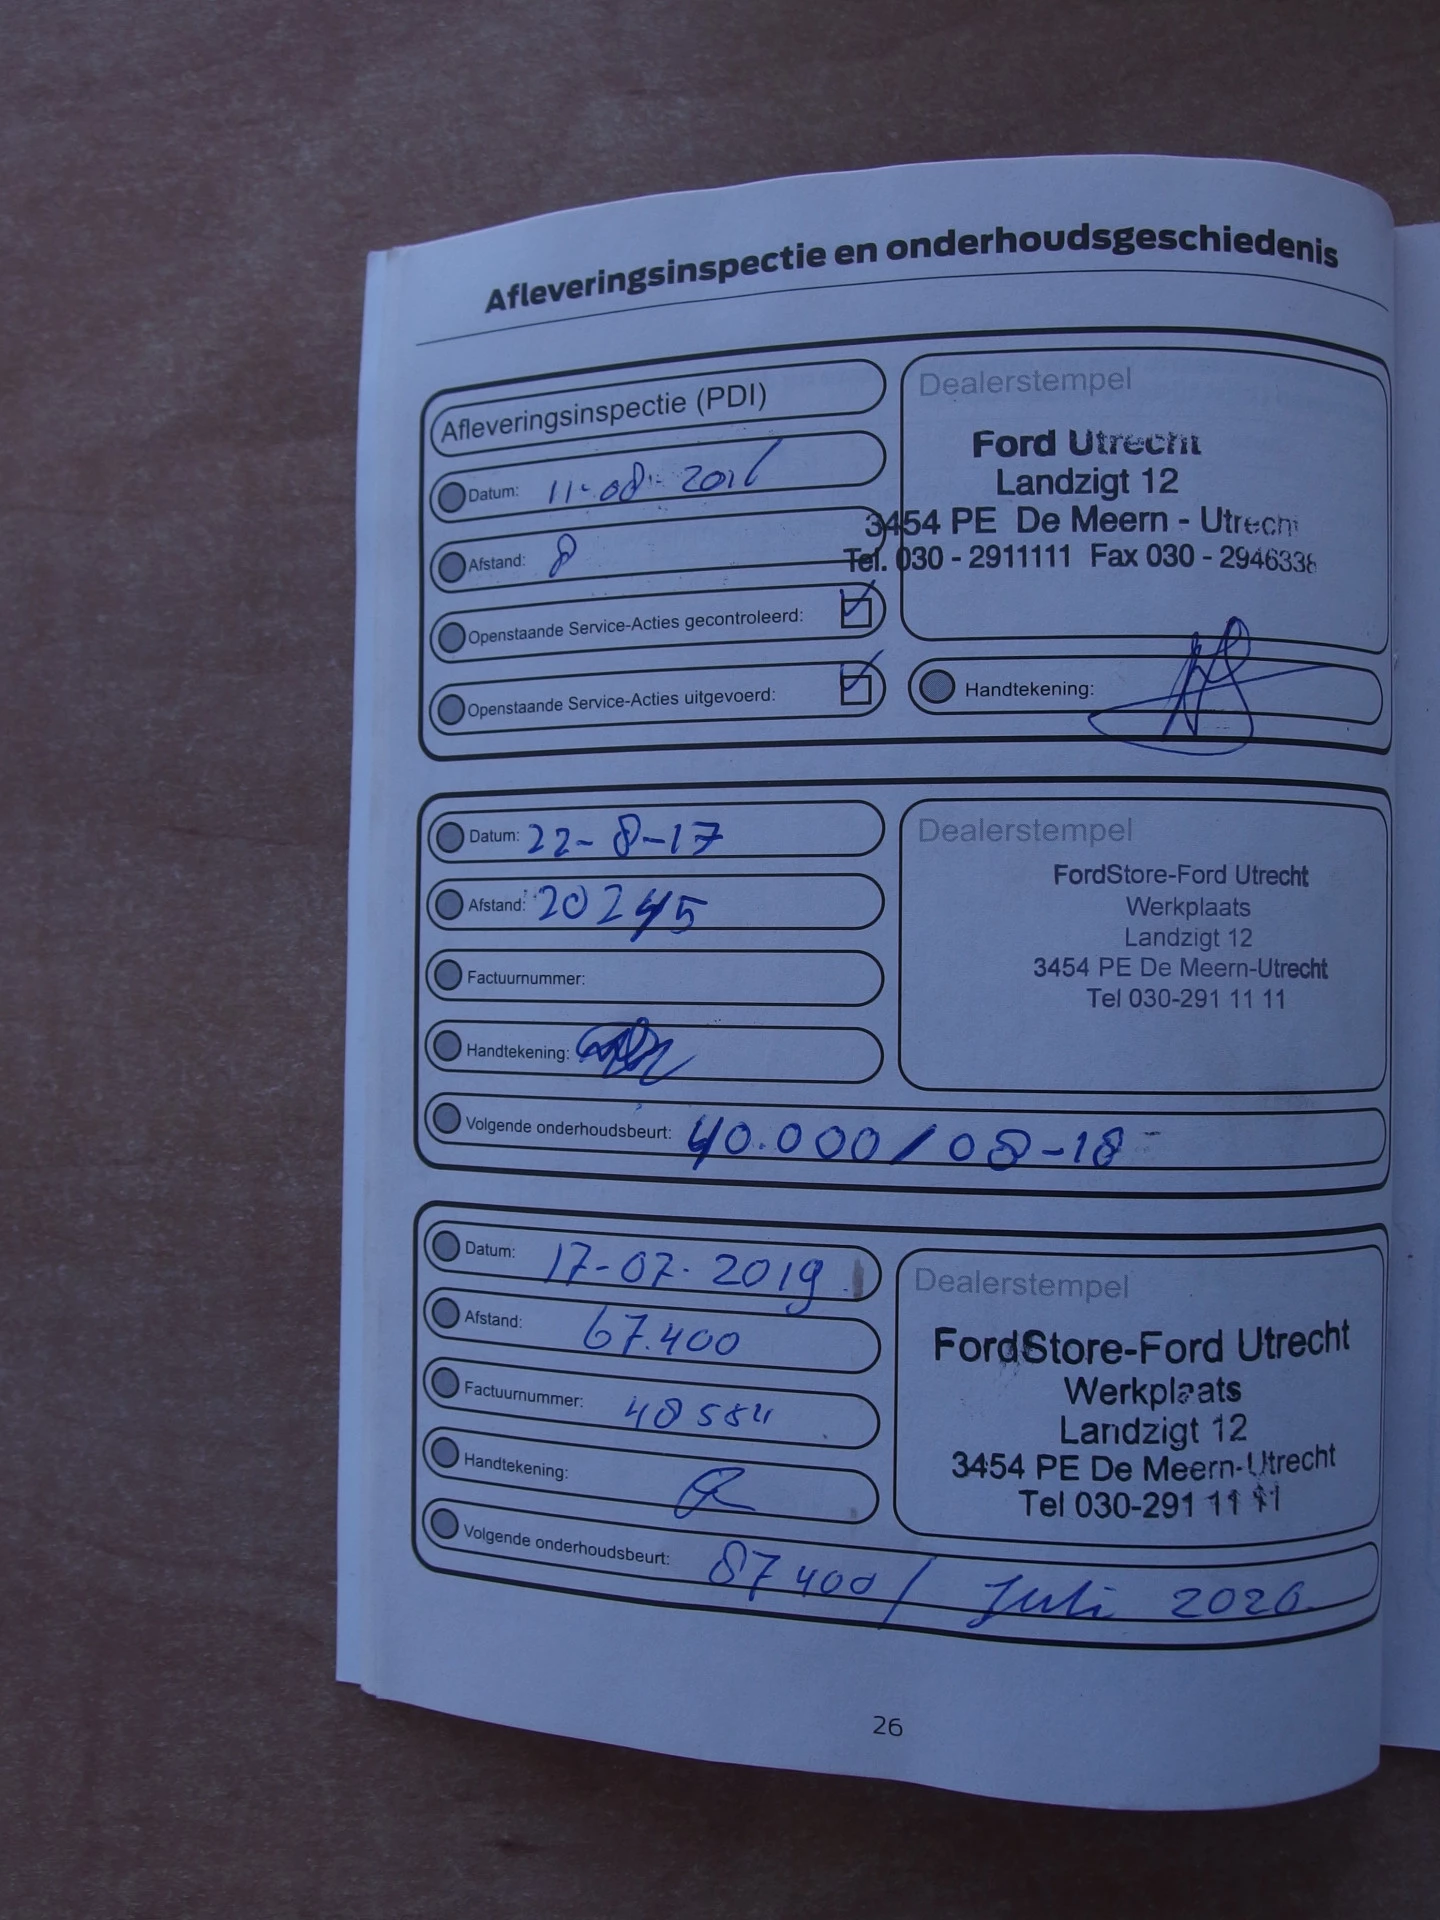 Afleveringsinspectie en onderhoudsgeschiedenis
Afleveringsinspectie (PDI)
Datum: 11-08-2016
Afstand: 8
Openstaande Service-Acties gecontroleerd:
Openstaande Service-Acties uitgevoerd:
Dealerstempel
Ford Utrecht
Landzigt 12
3454 PE De Meern - Utrecht
Tel. 030 - 2911111 Fax 030 - 2946338
Handtekening:
Datum: 22-8-17
Afstand: 20245
Factuurnummer:
Handtekening:
Volgende onderhoudsbeurt: 40.000 / 08-18
Dealerstempel
FordStore-Ford Utrecht
Werkplaats
Landzigt 12
3454 PE De Meern-Utrecht
Tel 030-291 11 11
Datum: 17-07-2019
Afstand: 67.400
Factuurnummer: 48584
Handtekening:
Volgende onderhoudsbeurt: 87400 / Juli 2020
Dealerstempel
FordStore-Ford Utrecht
Werkplaats
Landzigt 12
3454 PE De Meern-Utrecht
Tel 030-291 11 11
26